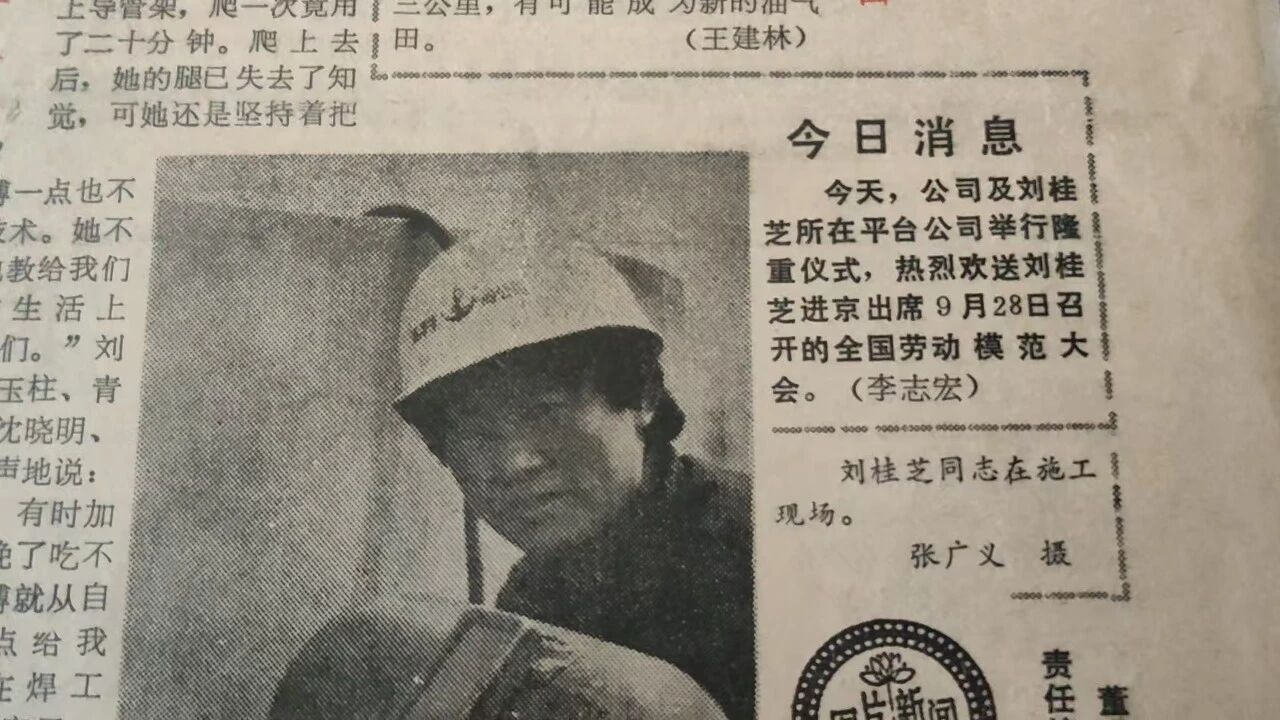 上导管架，爬一次竟用
了二十分钟。爬上去
后，她的腿已失去了知
觉，可她还是坚持着把
三公里，有可能成为新的油气
田。（王建林）
一点也不
术。她不
教给我们
生活上
们。”刘
玉柱、青
沈晓明、
声地说：
有时加
晚了吃不
就从自
点给我
在焊工
今日消息
今天，公司及刘桂
芝所在平台公司举行隆
重仪式，热烈欢送刘桂
芝进京出席9月28日召
开的全国劳动模范大
会。（李志宏）
刘桂芝同志在施工
现场。
张广义 摄
新闻
责任
董